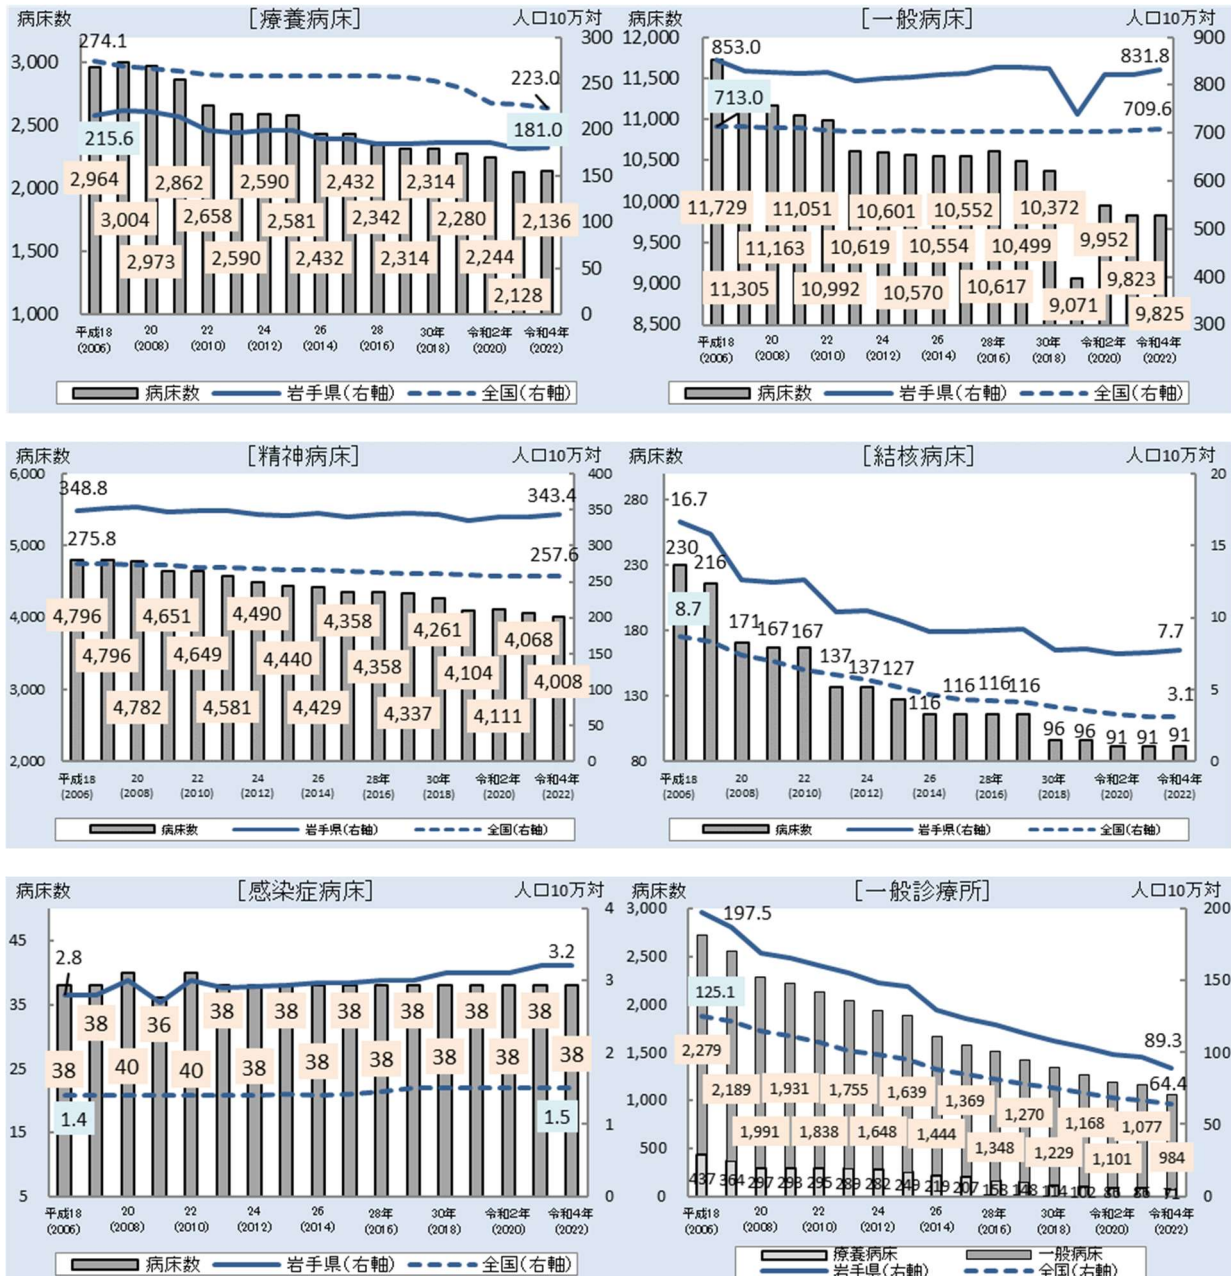 病床数 [療養病床] 人口10万対
3,000
2,500
2,000
1,500
1,000
300
250
200
150
100
50
0
274.1
223.0
215.6
181.0
2,964 2,862 2,590 2,432 2,314 2,136
3,004 2,658 2,581 2,342 2,280
2,973 2,590 2,432 2,314 2,244
2,128
平成18 20 22 24 26 28 30年 令和2年 令和4年
(2006) (2008) (2010) (2012) (2014) (2016) (2018) (2020) (2022)
病床数 岩手県(右軸) 全国(右軸)
病床数 [一般病床] 人口10万対
12,000
11,500
11,000
10,500
10,000
9,500
9,000
8,500
900
800
700
600
500
400
300
853.0
831.8
713.0
709.6
11,729 11,051 10,601 10,552 10,372
11,163 10,619 10,554 10,499 9,952
11,305 10,992 10,570 10,617 9,071 9,823
9,825
平成18 20 22 24 26 28年 30年 令和2年 令和4年
(2006) (2008) (2010) (2012) (2014) (2016) (2018) (2020) (2022)
病床数 岩手県(右軸) 全国(右軸)
病床数 [精神病床] 人口10万対
6,000
5,000
4,000
3,000
2,000
400
350
300
250
200
150
100
50
0
348.8
343.4
275.8
257.6
4,796 4,651 4,490 4,358 4,261 4,068
4,796 4,649 4,440 4,358 4,104 4,008
4,782 4,581 4,429 4,337 4,111
平成18 20 22 24 26 28年 30年 令和2年 令和4年
(2006) (2008) (2010) (2012) (2014) (2016) (2018) (2020) (2022)
病床数 岩手県(右軸) 全国(右軸)
病床数 [結核病床] 人口10万対
280
230
180
130
80
20
15
10
5
0
16.7
230 216
8.7
7.7
3.1
171 167 167 137 137 127 116 116 116 116 96 96 91 91 91
平成18 20 22 24 26 28年 30年 令和2年 令和4年
(2006) (2008) (2010) (2012) (2014) (2016) (2018) (2020) (2022)
病床数 岩手県(右軸) 全国(右軸)
病床数 [感染症病床] 人口10万対
45
35
25
15
5
4
3
2
1
0
2.8
3.2
38 36 38 38 38 38 38 38
38 40 40 38 38 38 38 38 38
1.4
1.5
平成18 20 22 24 26 28年 30年 令和2年 令和4年
(2006) (2008) (2010) (2012) (2014) (2016) (2018) (2020) (2022)
病床数 岩手県(右軸) 全国(右軸)
病床数 [一般診療所] 人口10万対
3,000
2,500
2,000
1,500
1,000
500
0
200
150
100
50
0
197.5
125.1
89.3
64.4
2,279
2,189 1,931 1,755 1,639 1,369 1,270 1,168 1,077
1,991 1,838 1,648 1,444 1,348 1,229 1,101 984
437 364 297 293 295 289 282 249 219 207 153 148 114 102 86 86 71
平成18 20 22 24 26 28年 30年 令和2年 令和4年
(2006) (2008) (2010) (2012) (2014) (2016) (2018) (2020) (2022)
療養病床 一般病床
岩手県(右軸) 全国(右軸)